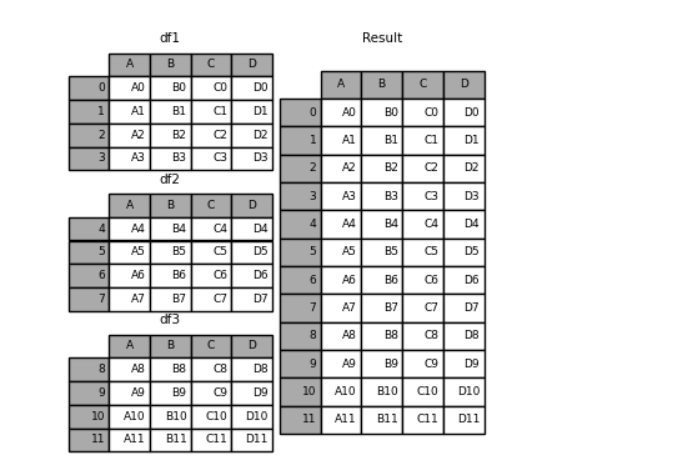 df1
A B C D
0 A0 B0 C0 D0
1 A1 B1 C1 D1
2 A2 B2 C2 D2
3 A3 B3 C3 D3
df2
A B C D
4 A4 B4 C4 D4
5 A5 B5 C5 D5
6 A6 B6 C6 D6
7 A7 B7 C7 D7
df3
A B C D
8 A8 B8 C8 D8
9 A9 B9 C9 D9
10 A10 B10 C10 D10
11 A11 B11 C11 D11
Result
A B C D
0 A0 B0 C0 D0
1 A1 B1 C1 D1
2 A2 B2 C2 D2
3 A3 B3 C3 D3
4 A4 B4 C4 D4
5 A5 B5 C5 D5
6 A6 B6 C6 D6
7 A7 B7 C7 D7
8 A8 B8 C8 D8
9 A9 B9 C9 D9
10 A10 B10 C10 D10
11 A11 B11 C11 D11